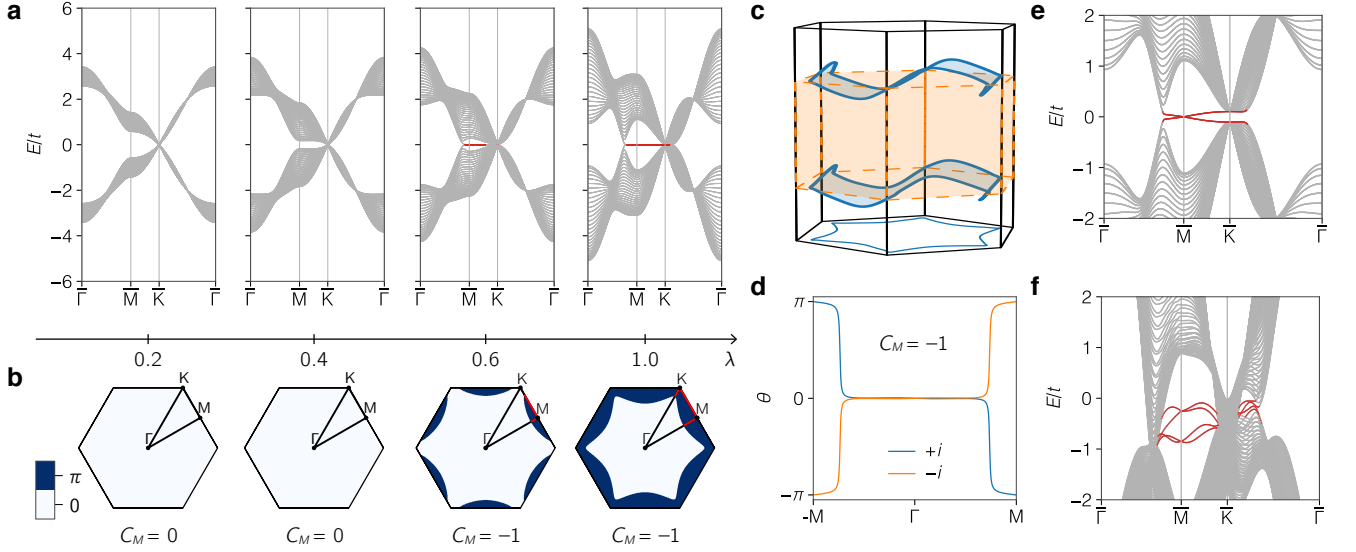 a
6
4
2
0
−2
−4
−6
E/t
Γ̅ M̅ K̅ Γ̅
Γ̅ M̅ K̅ Γ̅
Γ̅ M̅ K̅ Γ̅
Γ̅ M̅ K̅ Γ̅
0.2 0.4 0.6 1.0 λ
b
K M Γ
K M Γ
K M Γ
K M Γ
π
0
C_M = 0
C_M = 0
C_M = −1
C_M = −1
c
d
π
0
−π
θ
C_M = −1
+i
−i
-M Γ M
e
2
1
0
−1
−2
E/t
Γ̅ M̅ K̅ Γ̅
f
2
1
0
−1
−2
E/t
Γ̅ M̅ K̅ Γ̅